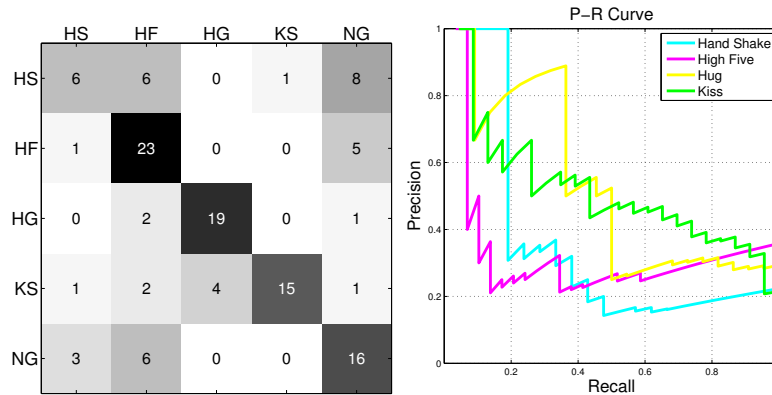 HS HF HG KS NG
HS 6 6 0 1 8
HF 1 23 0 0 5
HG 0 2 19 0 1
KS 1 2 4 15 1
NG 3 6 0 0 16
P−R Curve
Hand Shake
High Five
Hug
Kiss
Precision
1
0.8
0.6
0.4
0.2
0
0.2 0.4 0.6 0.8
Recall